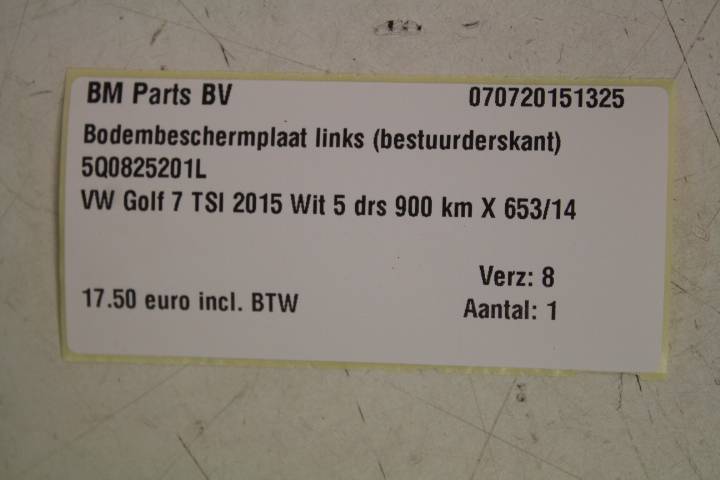 BM Parts BV 070720151325
Bodembeschermplaat links (bestuurderskant)
5Q0825201L
VW Golf 7 TSI 2015 Wit 5 drs 900 km X 653/14
Verz: 8
17.50 euro incl. BTW Aantal: 1